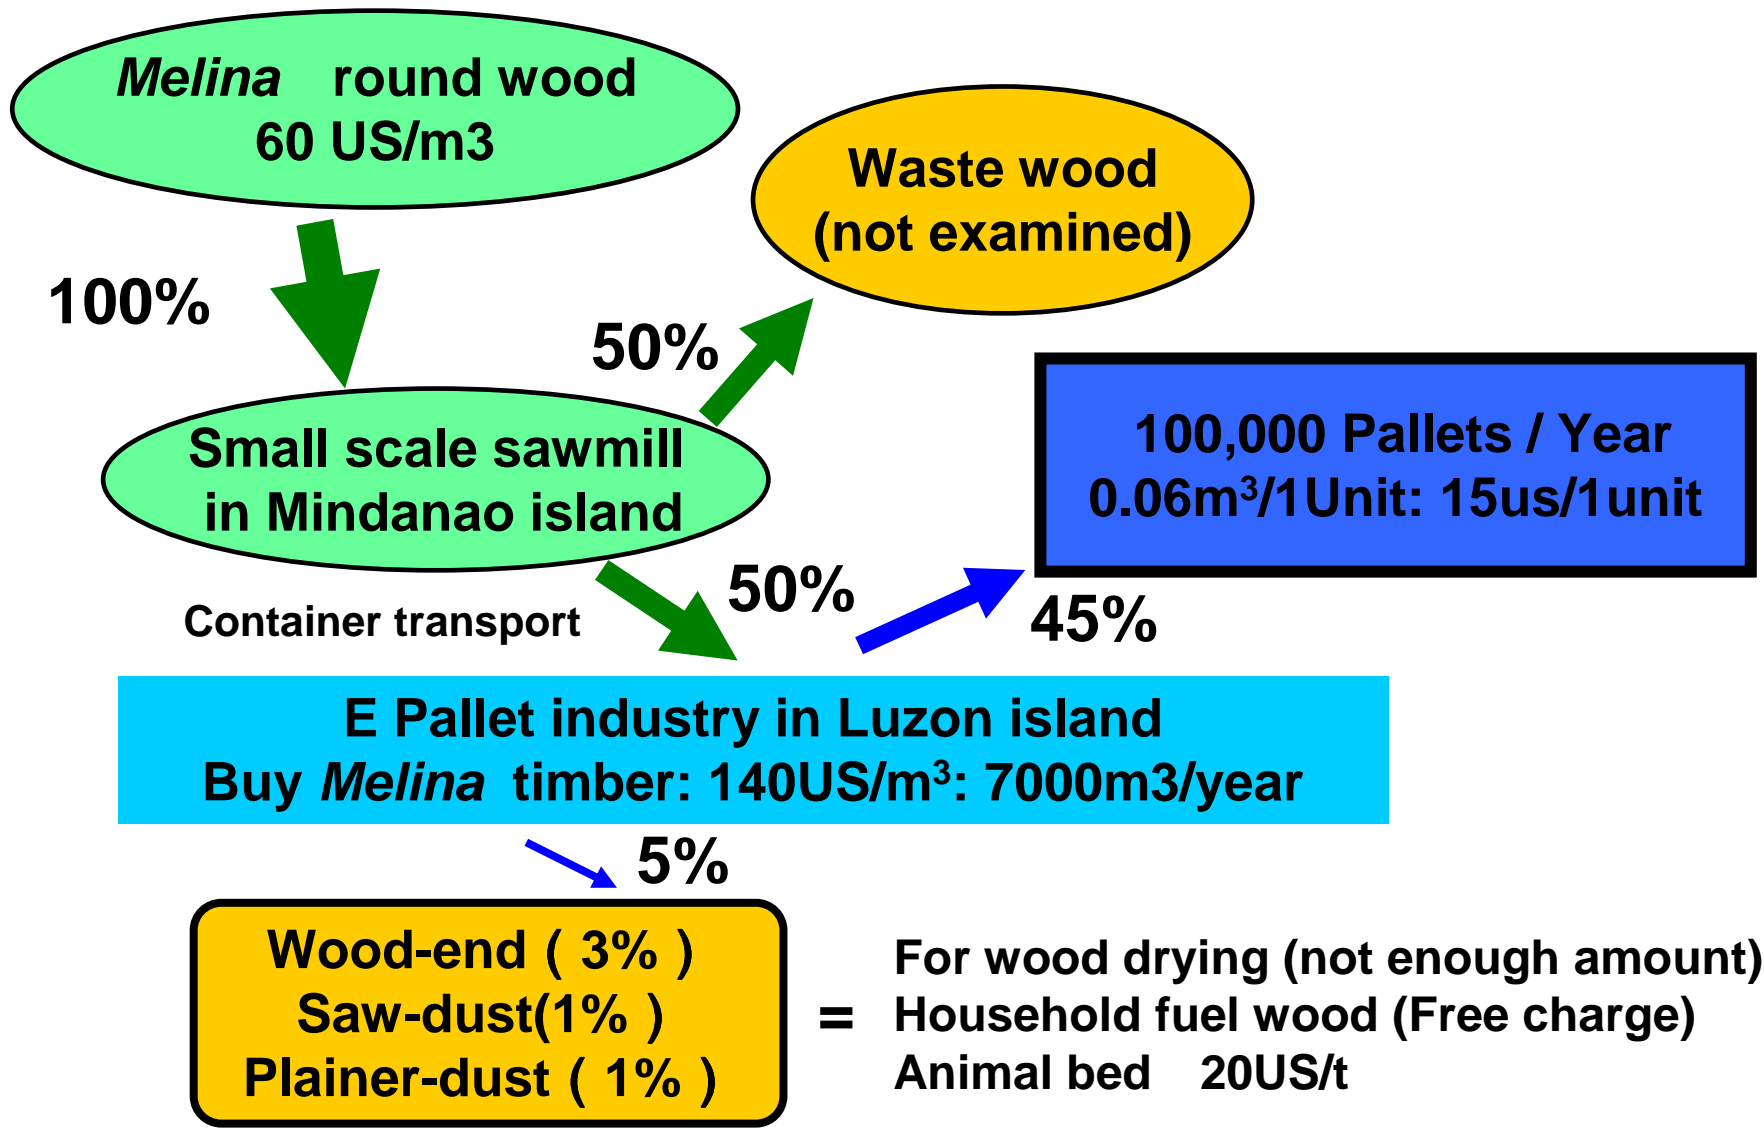 Melina round wood
60 US/m3
Waste wood
(not examined)
100%
50%
Small scale sawmill
in Mindanao island
100,000 Pallets / Year
0.06m³/1Unit: 15us/1unit
50%
45%
Container transport
E Pallet industry in Luzon island
Buy Melina timber: 140US/m³: 7000m3/year
5%
Wood-end ( 3% )
Saw-dust(1% )
Plainer-dust ( 1% )
=
For wood drying (not enough amount)
Household fuel wood (Free charge)
Animal bed 20US/t